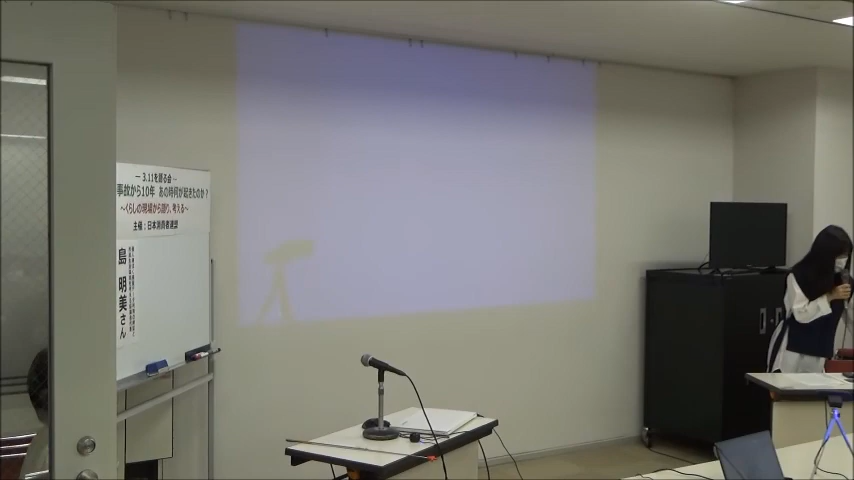 －3.11を語る会－
事故から10年 あの時何が起きたのか？
～くらしの現場から語り、考える～
主催：日本消費者連盟
島 明美さん